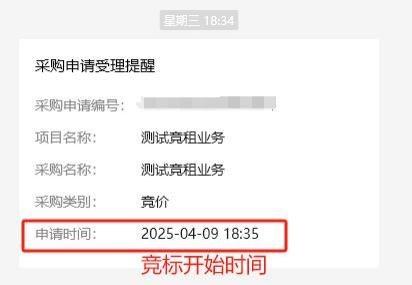 星期三 18:34
采购申请受理提醒
采购申请编号：
项目名称： 测试竞租业务
采购名称： 测试竞租业务
采购类别： 竞价
申请时间： 2025-04-09 18:35
竞标开始时间